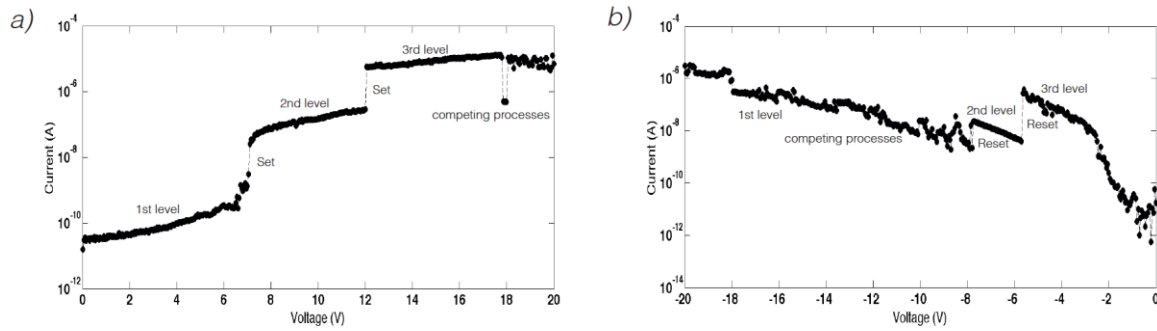 a)
10⁻⁴
10⁻⁶
10⁻⁸
10⁻¹⁰
10⁻¹²
Current (A)
1st level
Set
2nd level
Set
3rd level
competing processes
0 2 4 6 8 10 12 14 16 18 20
Voltage (V)
b)
10⁻⁴
10⁻⁶
10⁻⁸
10⁻¹⁰
10⁻¹²
10⁻¹⁴
Current (A)
1st level
competing processes
2nd level
Reset
Reset
3rd level
-20 -18 -16 -14 -12 -10 -8 -6 -4 -2 0
Voltage (V)